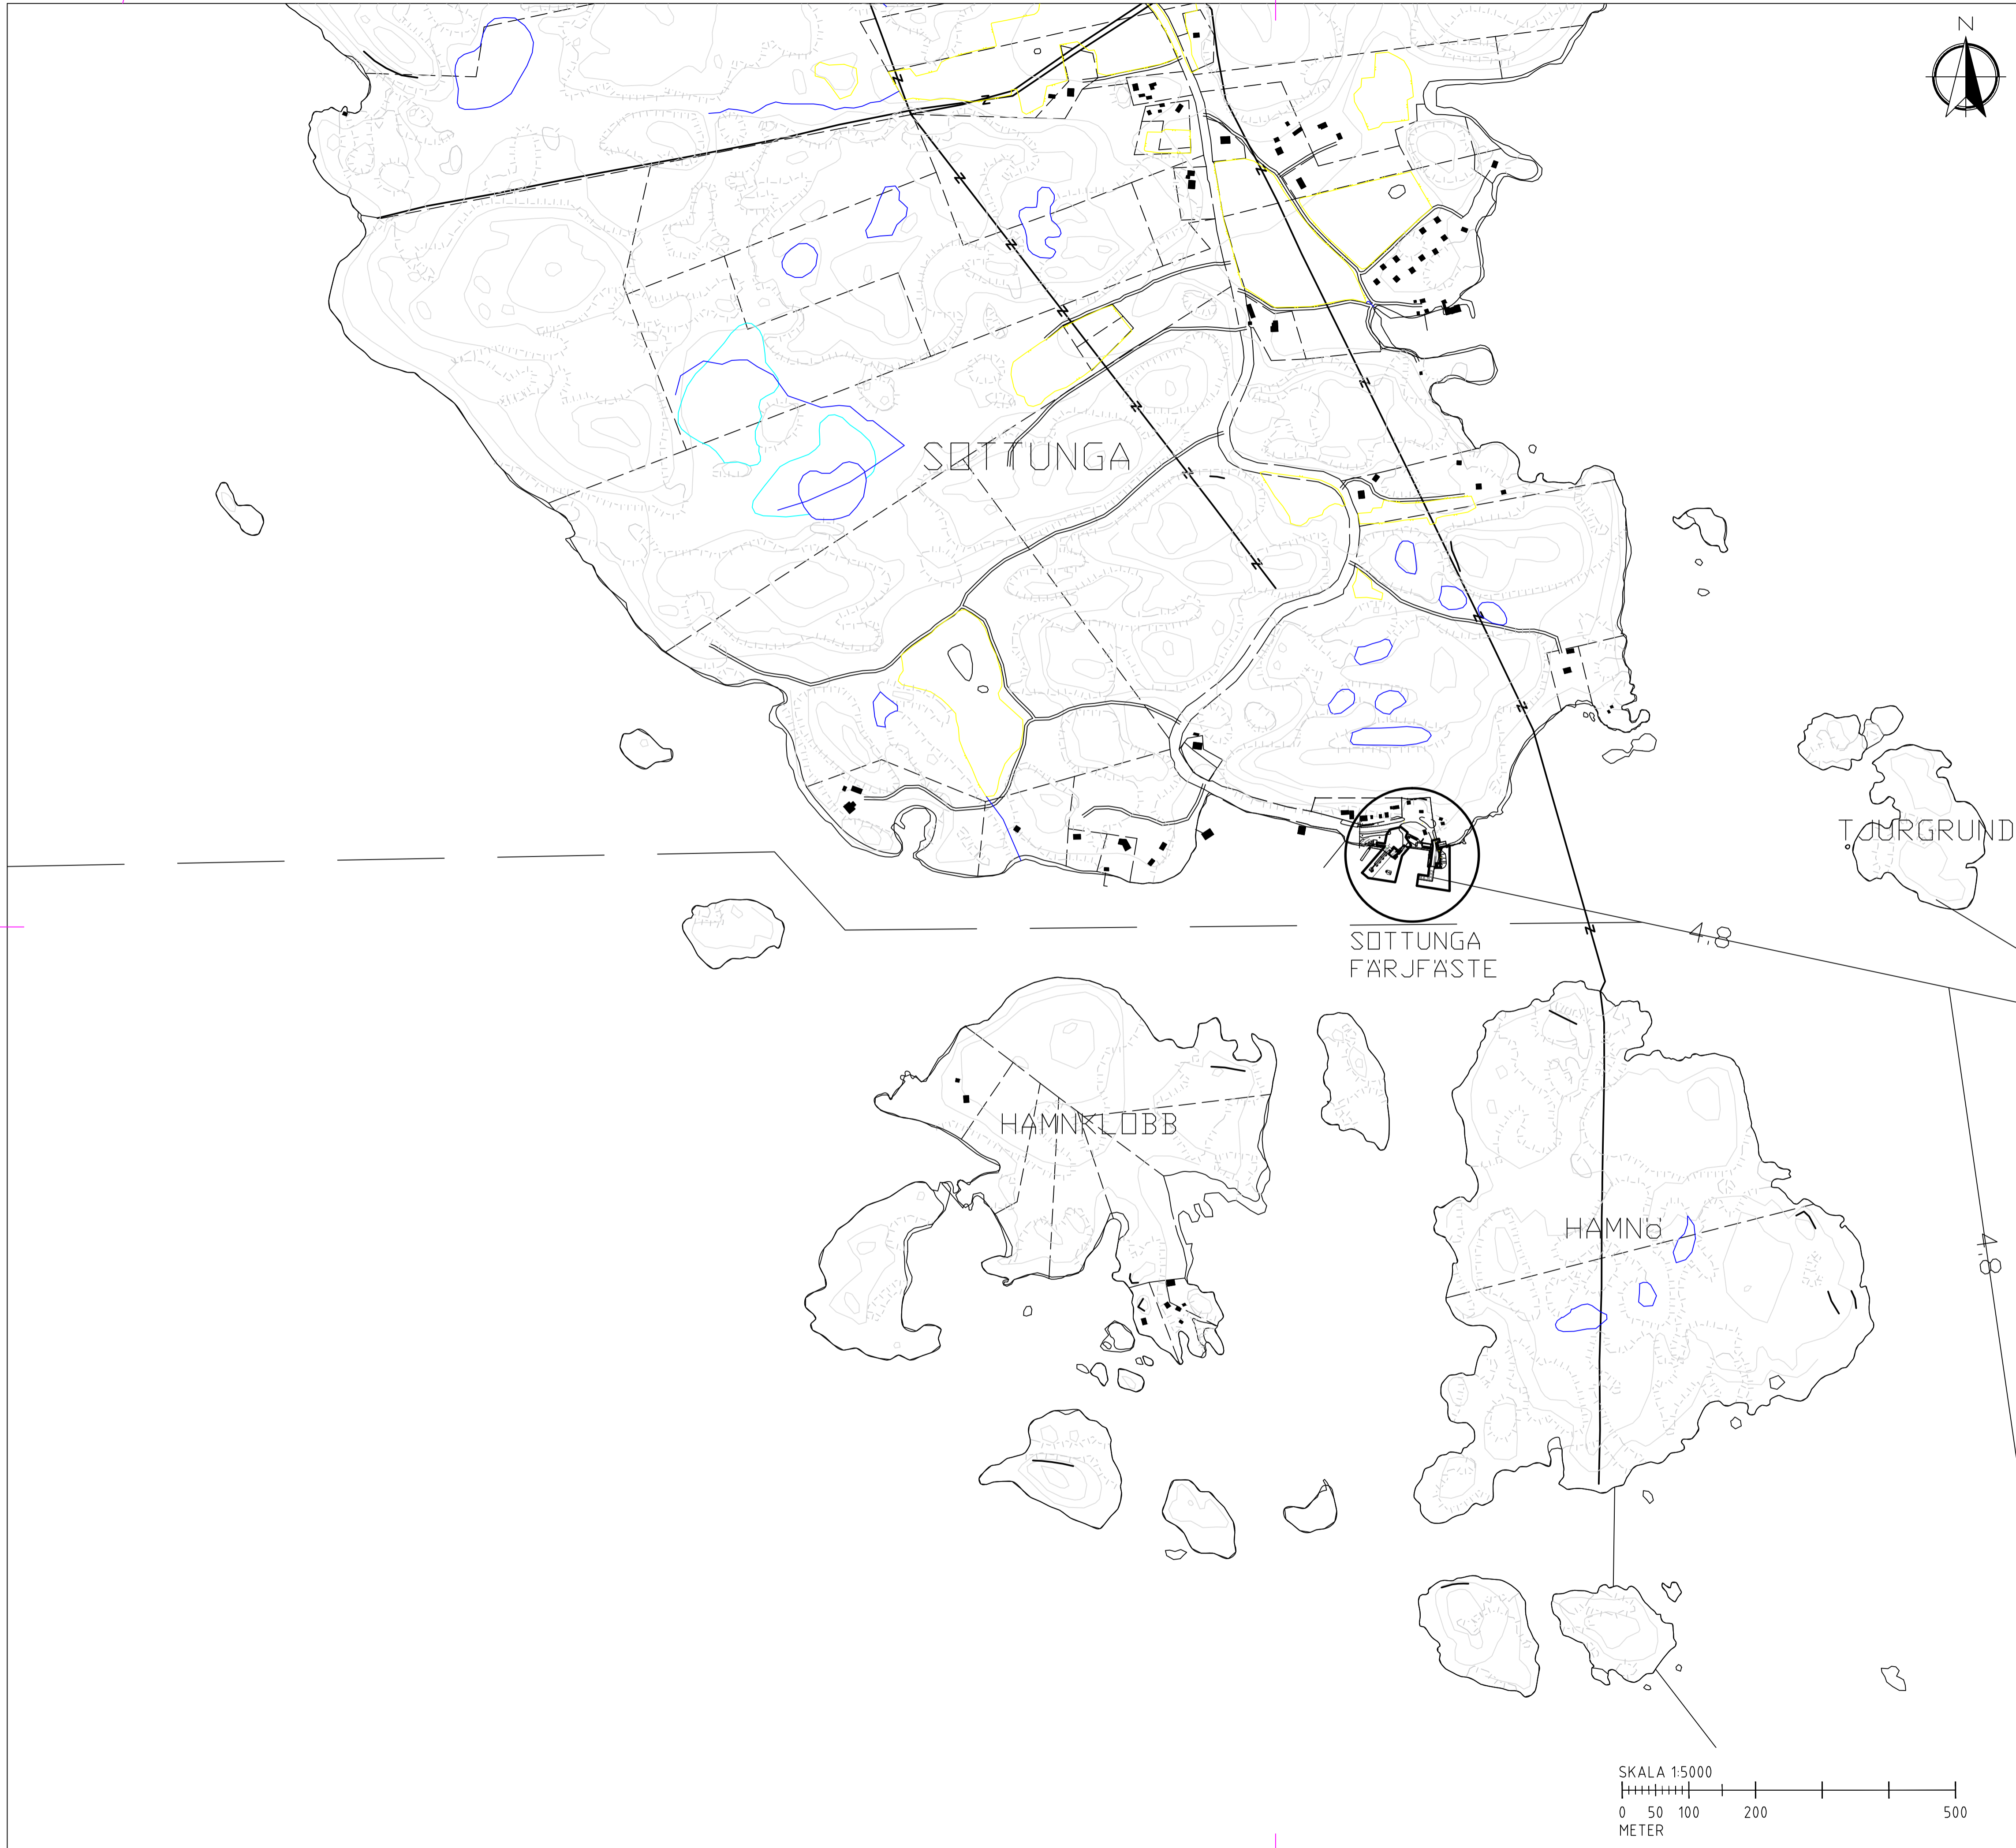 N
SOTTUNGA
TJURGRUND
4,8
SOTTUNGA
FÄRJFÄSTE
HAMNKLOBB
HAMNÖ
4,8
SKALA 1:5000
0 50 100 200 500
METER